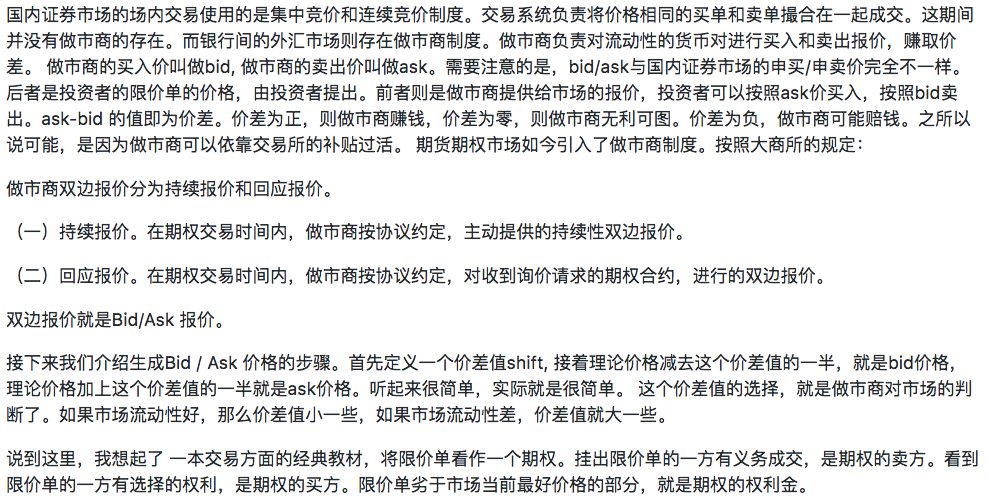 国内证券市场的场内交易使用的是集中竞价和连续竞价制度。交易系统负责将价格相同的买单和卖单撮合在一起成交。这期间
并没有做市商的存在。而银行间的外汇市场则存在做市商制度。做市商负责对流动性的货币对进行买入和卖出报价，赚取价
差。 做市商的买入价叫做bid, 做市商的卖出价叫做ask。需要注意的是，bid/ask与国内证券市场的申买/申卖价完全不一样。
后者是投资者的限价单的价格，由投资者提出。前者则是做市商提供给市场的报价，投资者可以按照ask价买入，按照bid卖
出。ask-bid 的值即为价差。价差为正，则做市商赚钱，价差为零，则做市商无利可图。价差为负，做市商可能赔钱。之所以
说可能，是因为做市商可以依靠交易所的补贴过活。 期货期权市场如今引入了做市商制度。按照大商所的规定：
做市商双边报价分为持续报价和回应报价。
（一）持续报价。在期权交易时间内，做市商按协议约定，主动提供的持续性双边报价。
（二）回应报价。在期权交易时间内，做市商按协议约定，对收到询价请求的期权合约，进行的双边报价。
双边报价就是Bid/Ask 报价。
接下来我们介绍生成Bid / Ask 价格的步骤。首先定义一个价差值shift, 接着理论价格减去这个价差值的一半，就是bid价格,
理论价格加上这个价差值的一半就是ask价格。听起来很简单，实际就是很简单。 这个价差值的选择，就是做市商对市场的判
断了。如果市场流动性好，那么价差值小一些，如果市场流动性差，价差值就大一些。
说到这里，我想起了 一本交易方面的经典教材，将限价单看作一个期权。挂出限价单的一方有义务成交，是期权的卖方。看到
限价单的一方有选择的权利，是期权的买方。限价单劣于市场当前最好价格的部分，就是期权的权利金。